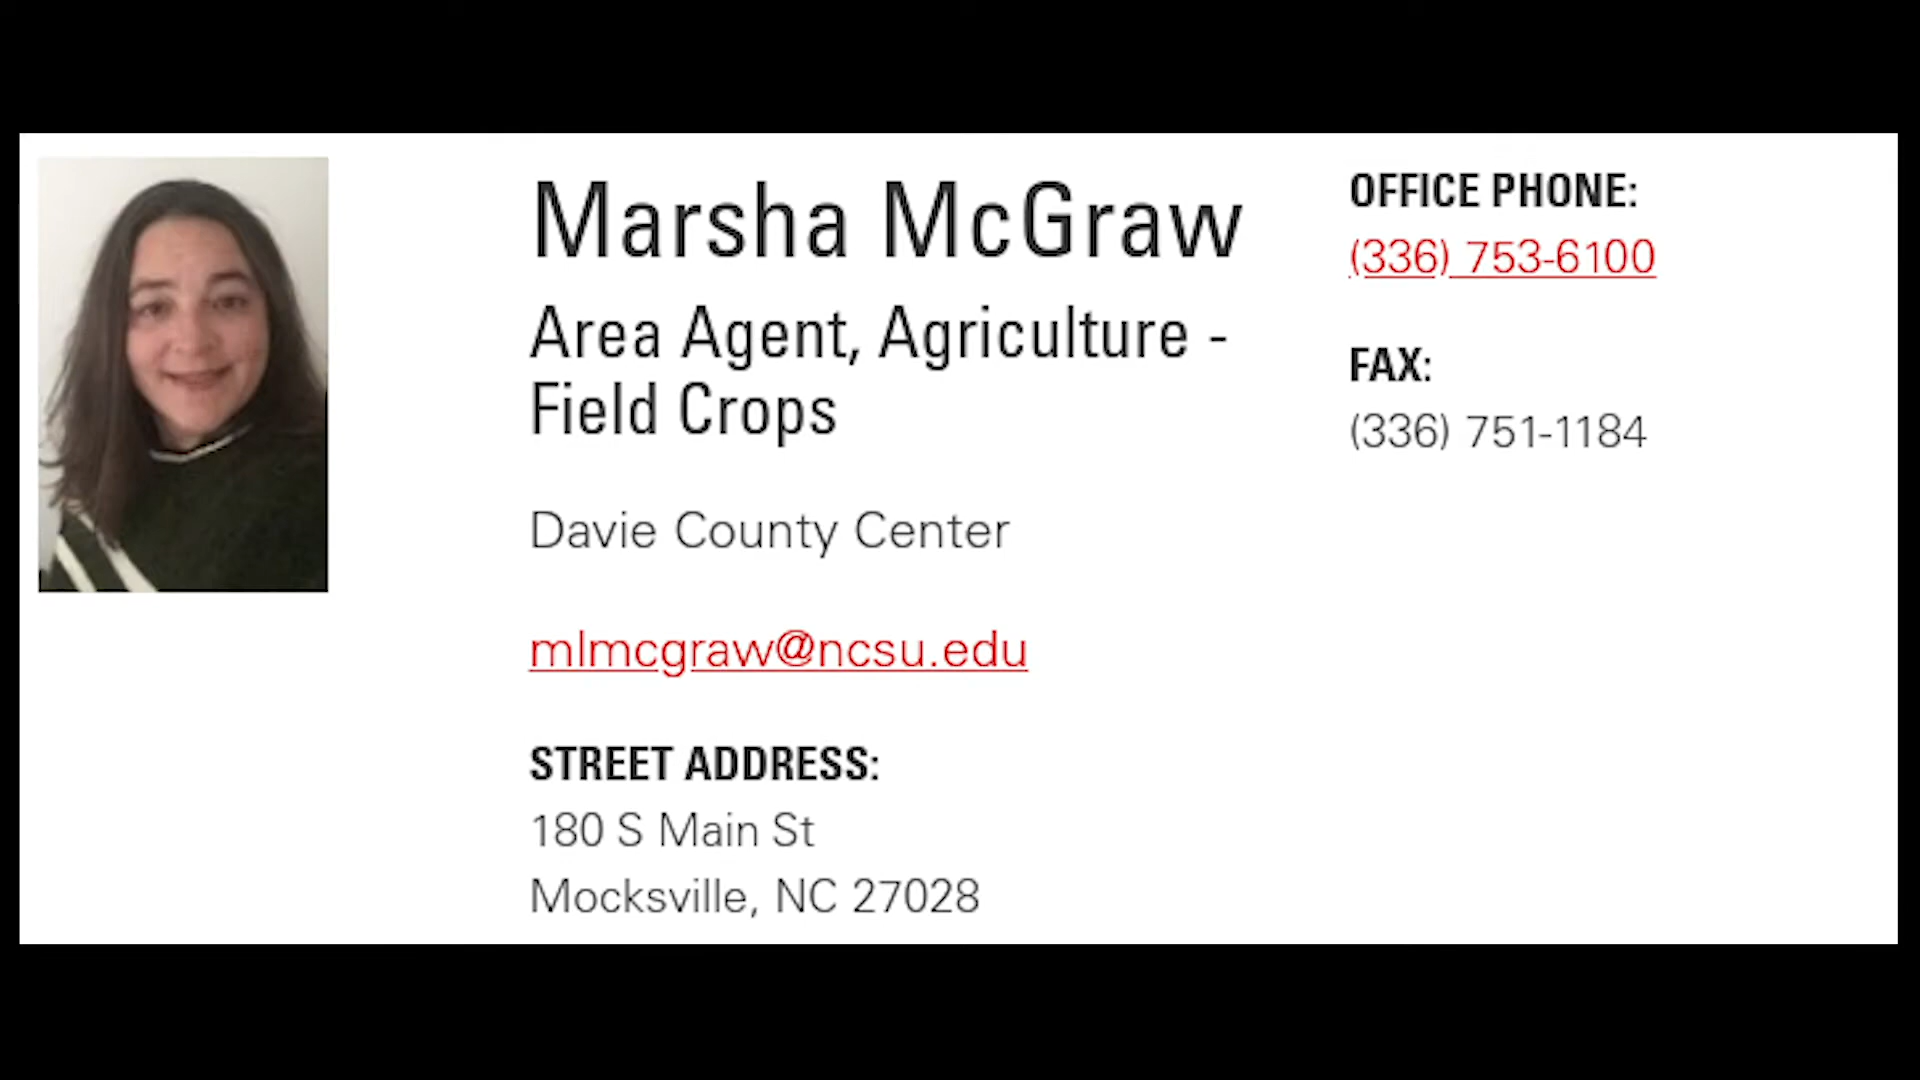 Marsha McGraw
Area Agent, Agriculture -
Field Crops
Davie County Center
mlmcgraw@ncsu.edu
STREET ADDRESS:
180 S Main St
Mocksville, NC 27028
OFFICE PHONE:
(336) 753-6100
FAX:
(336) 751-1184